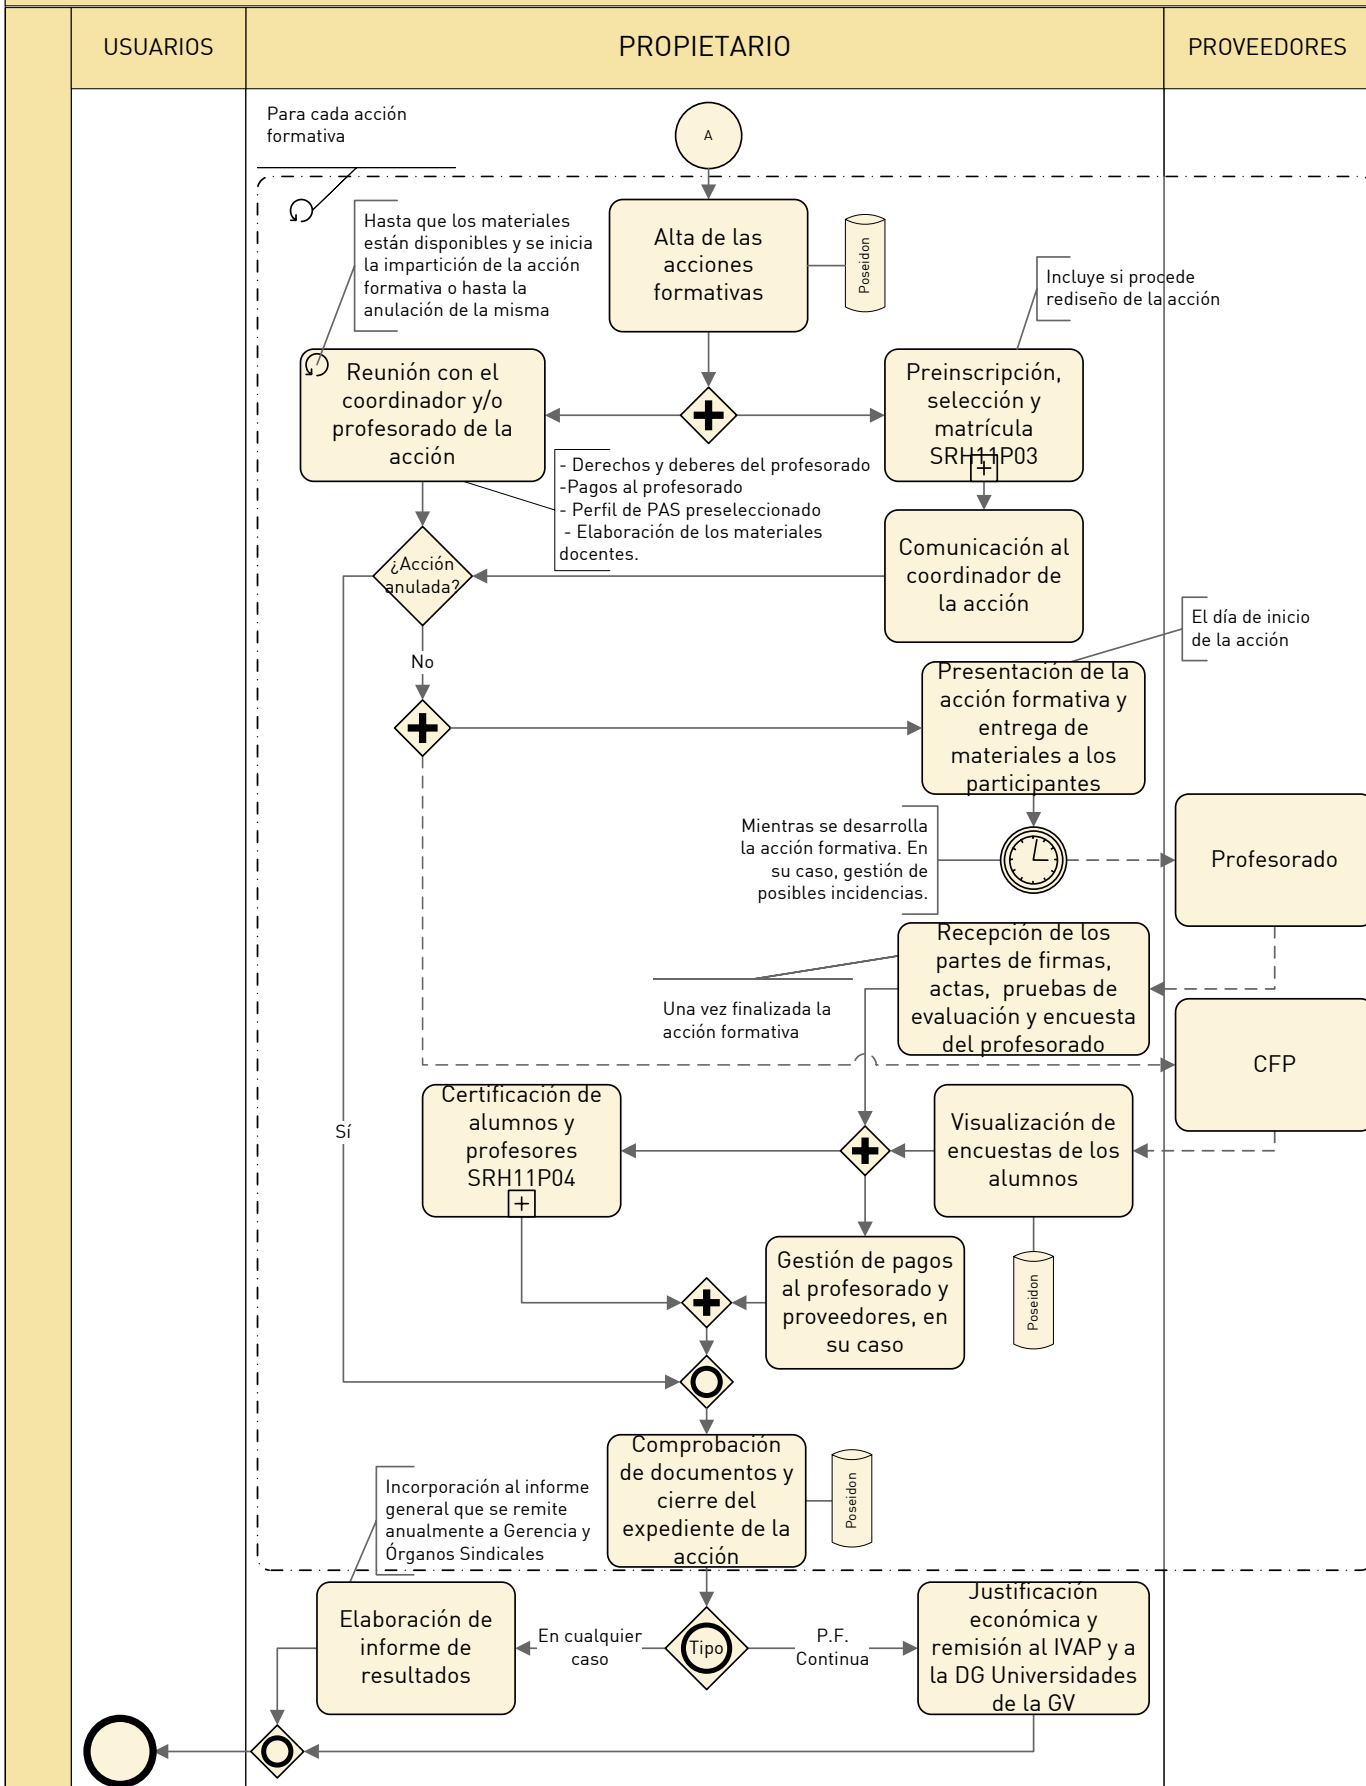 USUARIOS
PROPIETARIO
PROVEEDORES
Para cada acción
formativa
A
Hasta que los materiales
están disponibles y se inicia
la impartición de la acción
formativa o hasta la
anulación de la misma
Alta de las
acciones
formativas
Poseidon
Incluye si procede
rediseño de la acción
Reunión con el
coordinador y/o
profesorado de la
acción
Preinscripción,
selección y
matrícula
SRH11P03
- Derechos y deberes del profesorado
-Pagos al profesorado
- Perfil de PAS preseleccionado
- Elaboración de los materiales
docentes.
¿Acción
anulada?
Comunicación al
coordinador de
la acción
El día de inicio
de la acción
No
Presentación de la
acción formativa y
entrega de
materiales a los
participantes
Mientras se desarrolla
la acción formativa. En
su caso, gestión de
posibles incidencias.
Profesorado
Recepción de los
partes de firmas,
actas, pruebas de
evaluación y encuesta
del profesorado
Una vez finalizada la
acción formativa
CFP
Sí
Certificación de
alumnos y
profesores
SRH11P04
Visualización de
encuestas de los
alumnos
Gestión de pagos
al profesorado y
proveedores, en
su caso
Poseidon
Comprobación
de documentos y
cierre del
expediente de la
acción
Poseidon
Incorporación al informe
general que se remite
anualmente a Gerencia y
Órganos Sindicales
Elaboración de
informe de
resultados
En cualquier
caso
Tipo
P.F.
Continua
Justificación
económica y
remisión al IVAP y a
la DG Universidades
de la GV